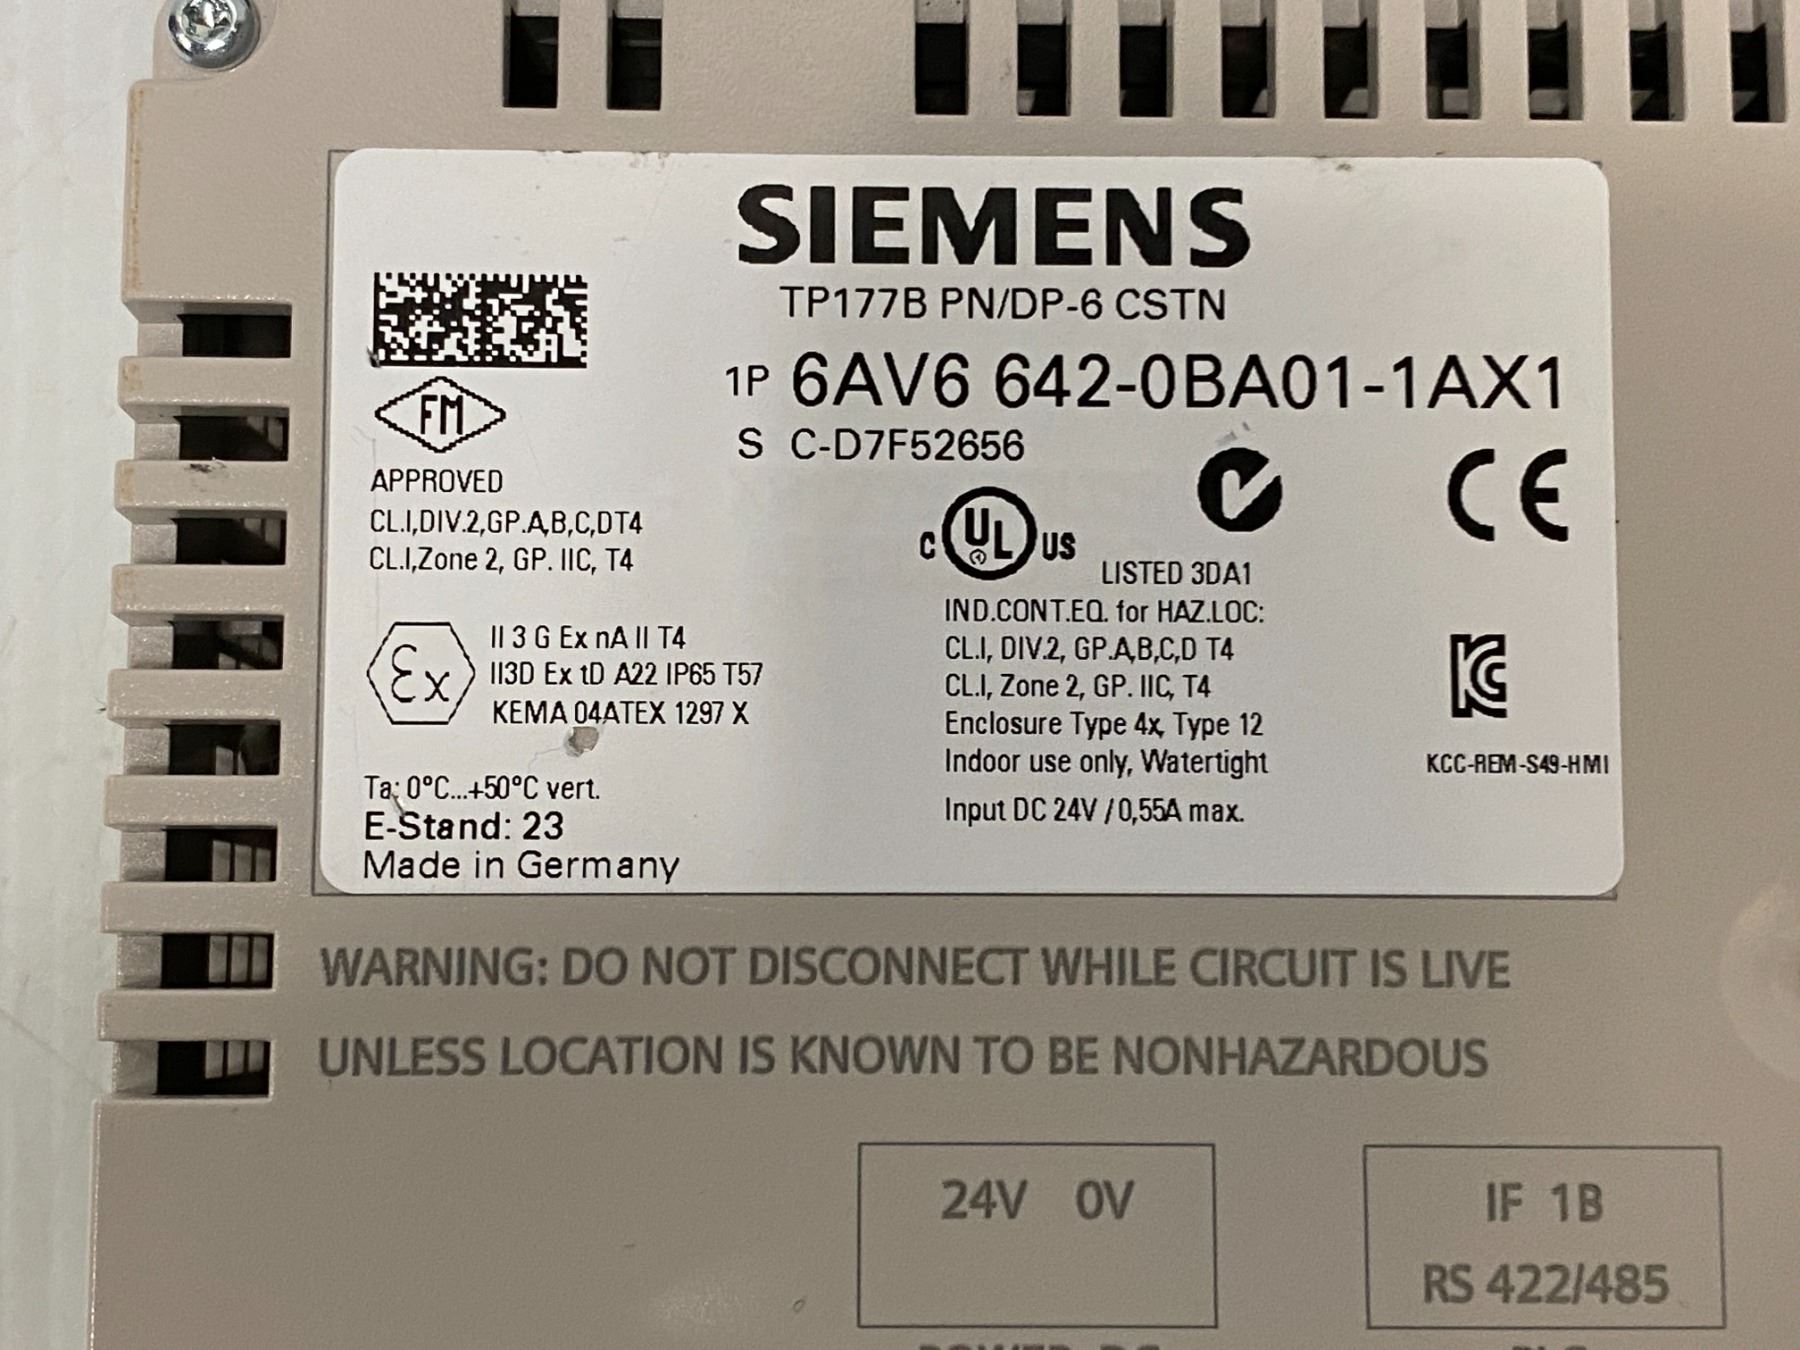 SIEMENS
TP177B PN/DP-6 CSTN
1P 6AV6 642-0BA01-1AX1
S C-D7F52656
FM
APPROVED
CL.I,DIV.2,GP.A,B,C,DT4
CL.I,Zone 2, GP. IIC, T4
C UL US
LISTED 3DA1
CE
IND.CONT.EQ. for HAZ.LOC:
CL.I, DIV.2, GP.A,B,C,D T4
CL.I, Zone 2, GP. IIC, T4
Enclosure Type 4x, Type 12
Indoor use only, Watertight
Input DC 24V / 0,55A max.
Ex
II 3 G Ex nA II T4
II3D Ex tD A22 IP65 T57
KEMA 04ATEX 1297 X
KC
KCC-REM-S49-HMI
Ta: 0°C...+50°C vert.
E-Stand: 23
Made in Germany
WARNING: DO NOT DISCONNECT WHILE CIRCUIT IS LIVE
UNLESS LOCATION IS KNOWN TO BE NONHAZARDOUS
24V 0V
IF 1B
RS 422/485